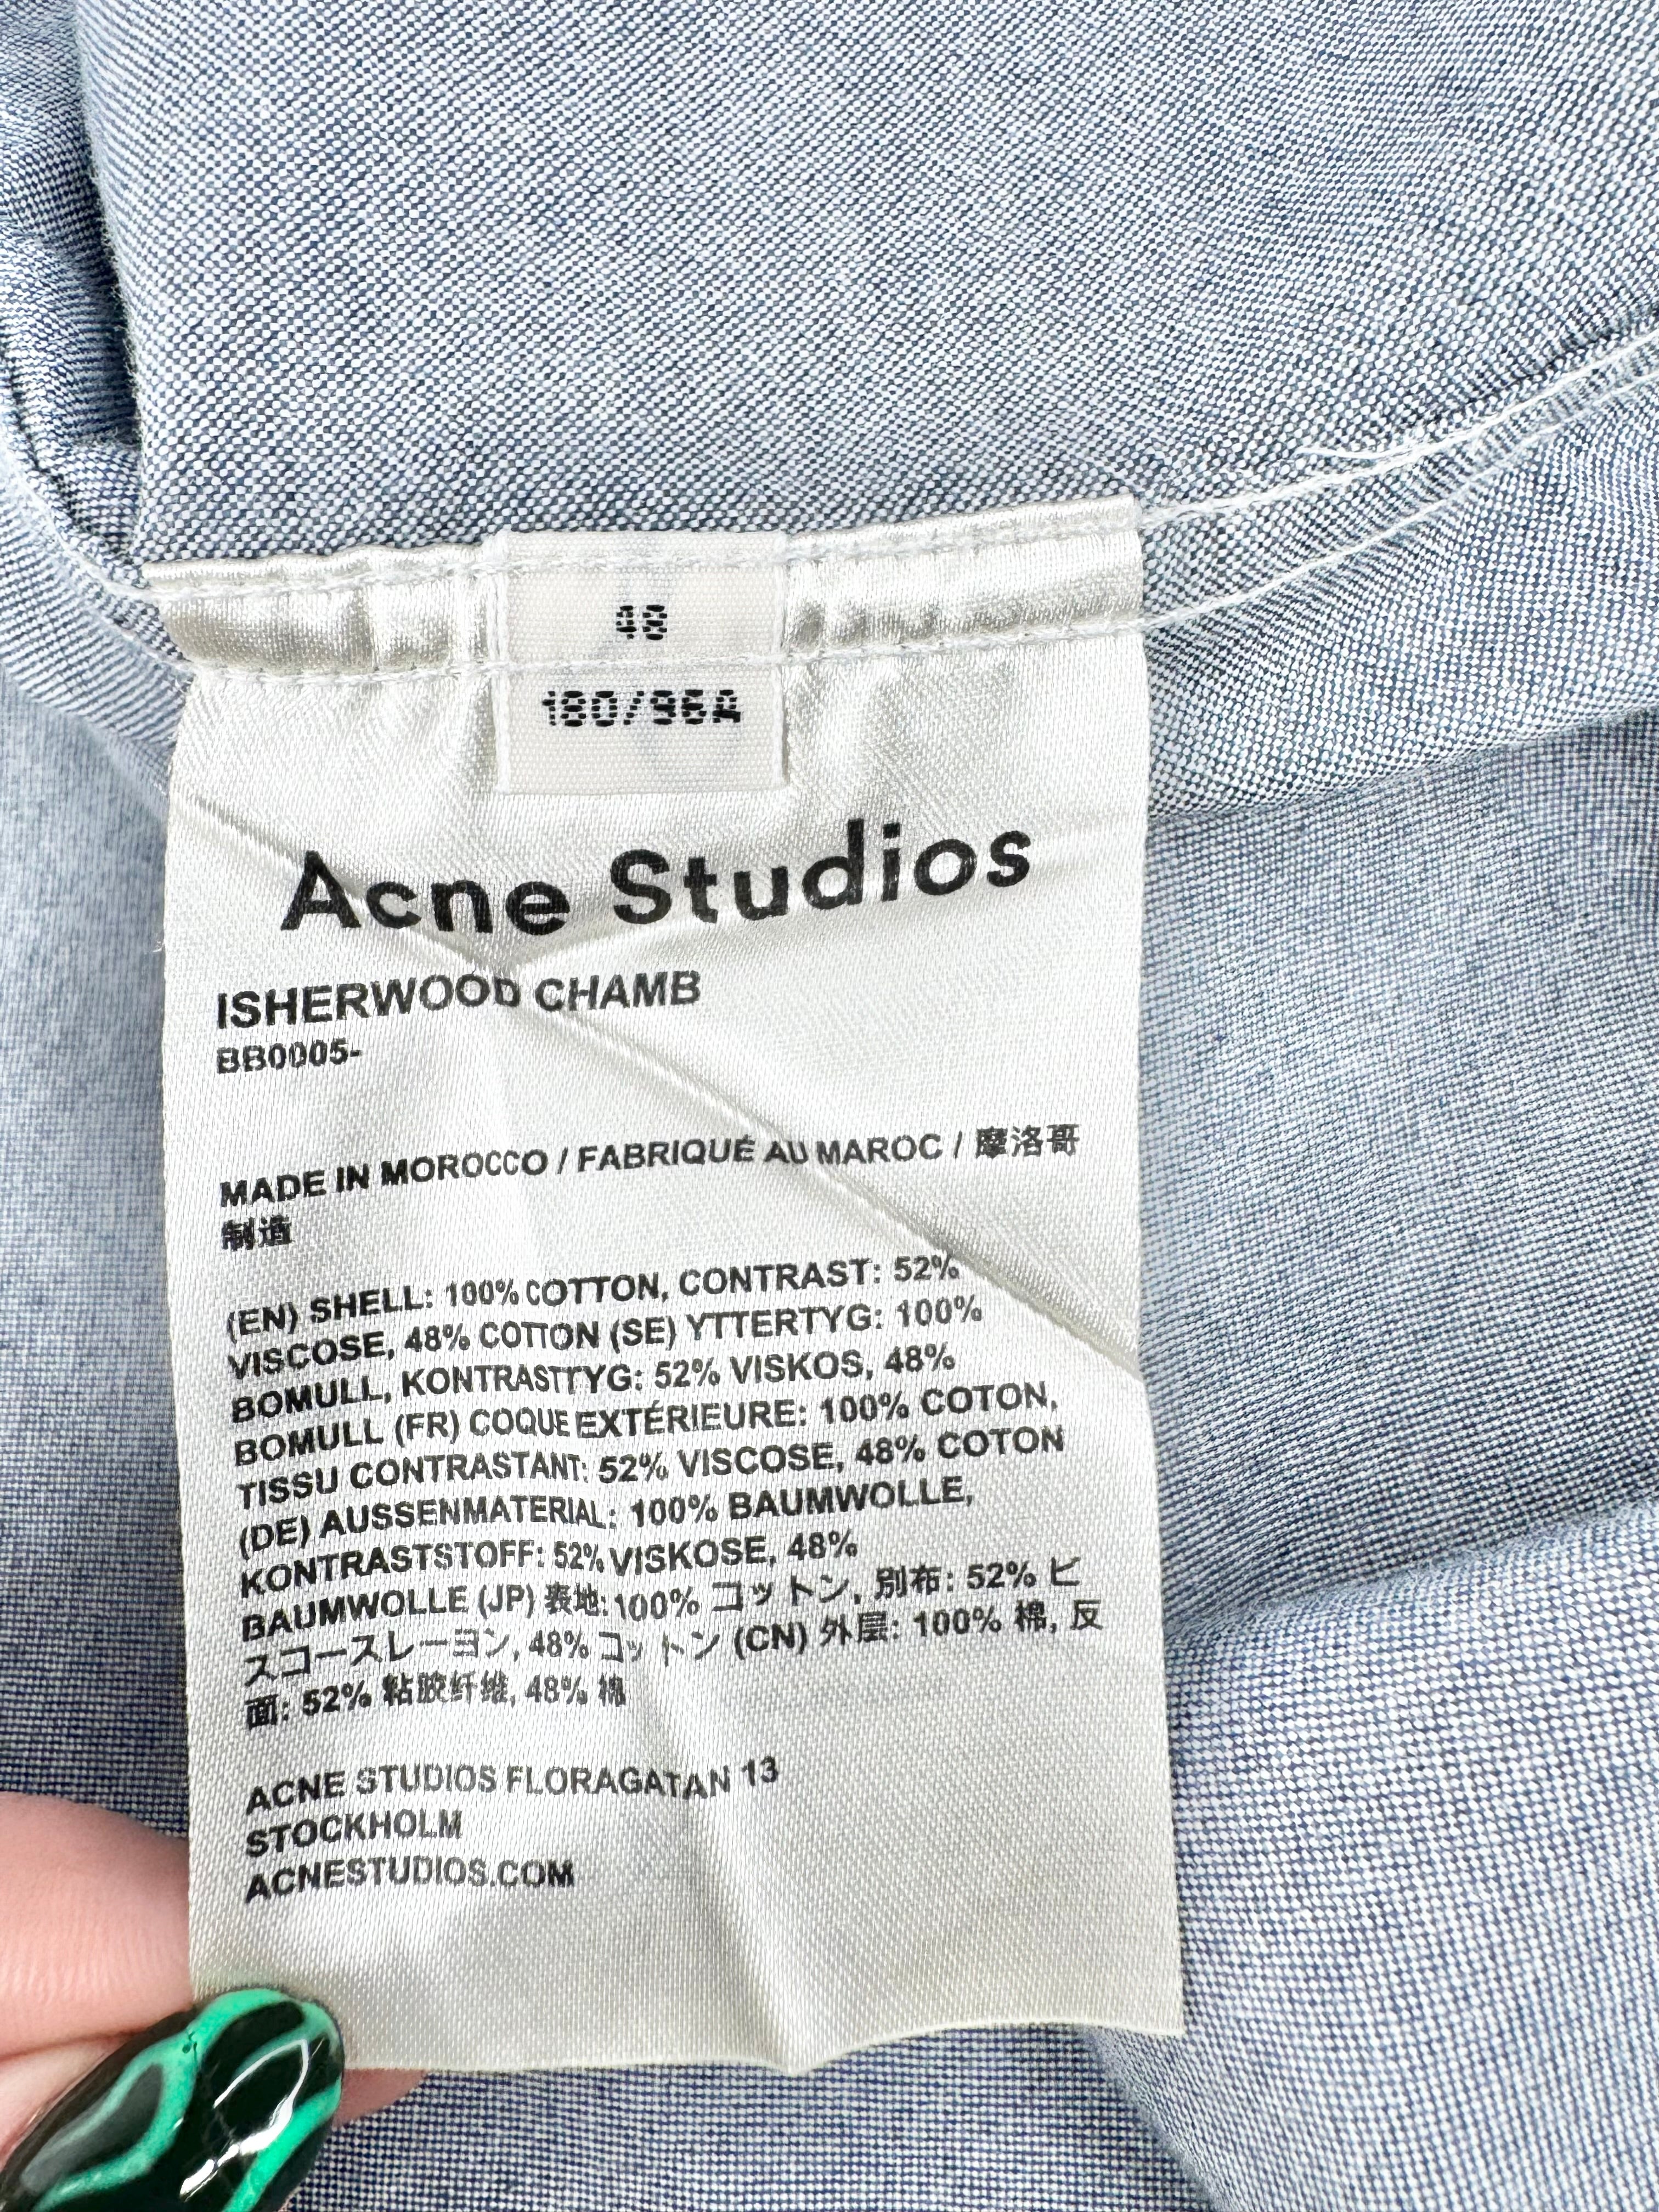 48
180/96A
Acne Studios
ISHERWOOD CHAMB
BB0005-
MADE IN MOROCCO / FABRIQUÉ AU MAROC / 摩洛哥
制造
(EN) SHELL: 100% COTTON, CONTRAST: 52%
VISCOSE, 48% COTTON (SE) YTTERTYG: 100%
BOMULL, KONTRASTTYG: 52% VISKOS, 48%
BOMULL (FR) COQUE EXTÉRIEURE: 100% COTON,
TISSU CONTRASTANT: 52% VISCOSE, 48% COTON
(DE) AUSSENMATERIAL: 100% BAUMWOLLE,
KONTRASTSTOFF: 52% VISKOSE, 48%
BAUMWOLLE (JP) 表地: 100% コットン, 別布: 52% ビ
スコースレーヨン, 48% コットン (CN) 外层: 100% 棉, 反
面: 52% 粘胶纤维, 48% 棉
ACNE STUDIOS FLORAGATAN 13
STOCKHOLM
ACNESTUDIOS.COM